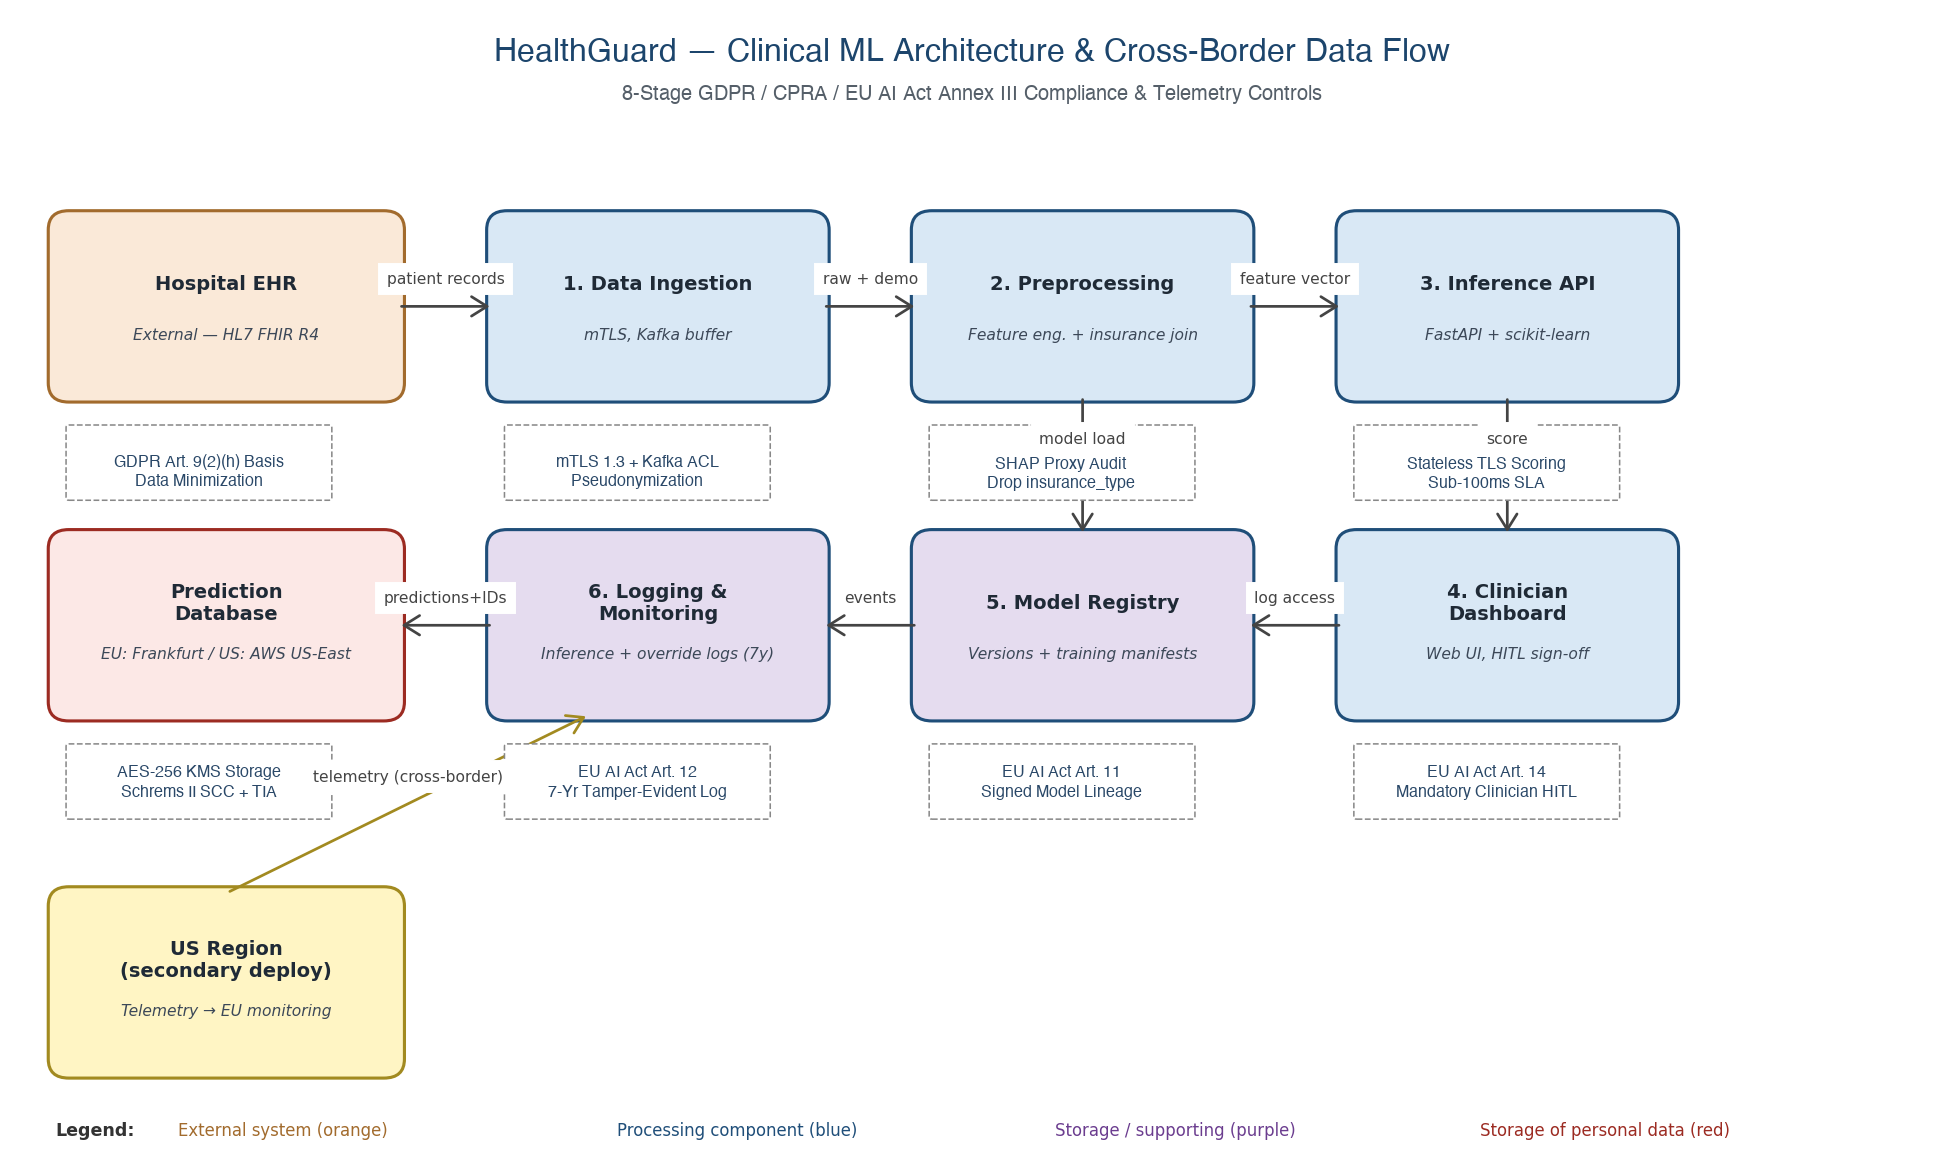 HealthGuard — Clinical ML Architecture & Cross-Border Data Flow
8-Stage GDPR / CPRA / EU AI Act Annex III Compliance & Telemetry Controls
Hospital EHR
External — HL7 FHIR R4
patient records
1. Data Ingestion
mTLS, Kafka buffer
raw + demo
2. Preprocessing
Feature eng. + insurance join
feature vector
3. Inference API
FastAPI + scikit-learn
GDPR Art. 9(2)(h) Basis
Data Minimization
mTLS 1.3 + Kafka ACL
Pseudonymization
model load
SHAP Proxy Audit
Drop insurance_type
score
Stateless TLS Scoring
Sub-100ms SLA
Prediction
Database
EU: Frankfurt / US: AWS US-East
predictions+IDs
6. Logging &
Monitoring
Inference + override logs (7y)
events
5. Model Registry
Versions + training manifests
log access
4. Clinician
Dashboard
Web UI, HITL sign-off
AES-256 KMS Storage
Schrems II SCC + TIA
telemetry (cross-border)
EU AI Act Art. 12
7-Yr Tamper-Evident Log
EU AI Act Art. 11
Signed Model Lineage
EU AI Act Art. 14
Mandatory Clinician HITL
US Region
(secondary deploy)
Telemetry → EU monitoring
Legend:
External system (orange)
Processing component (blue)
Storage / supporting (purple)
Storage of personal data (red)